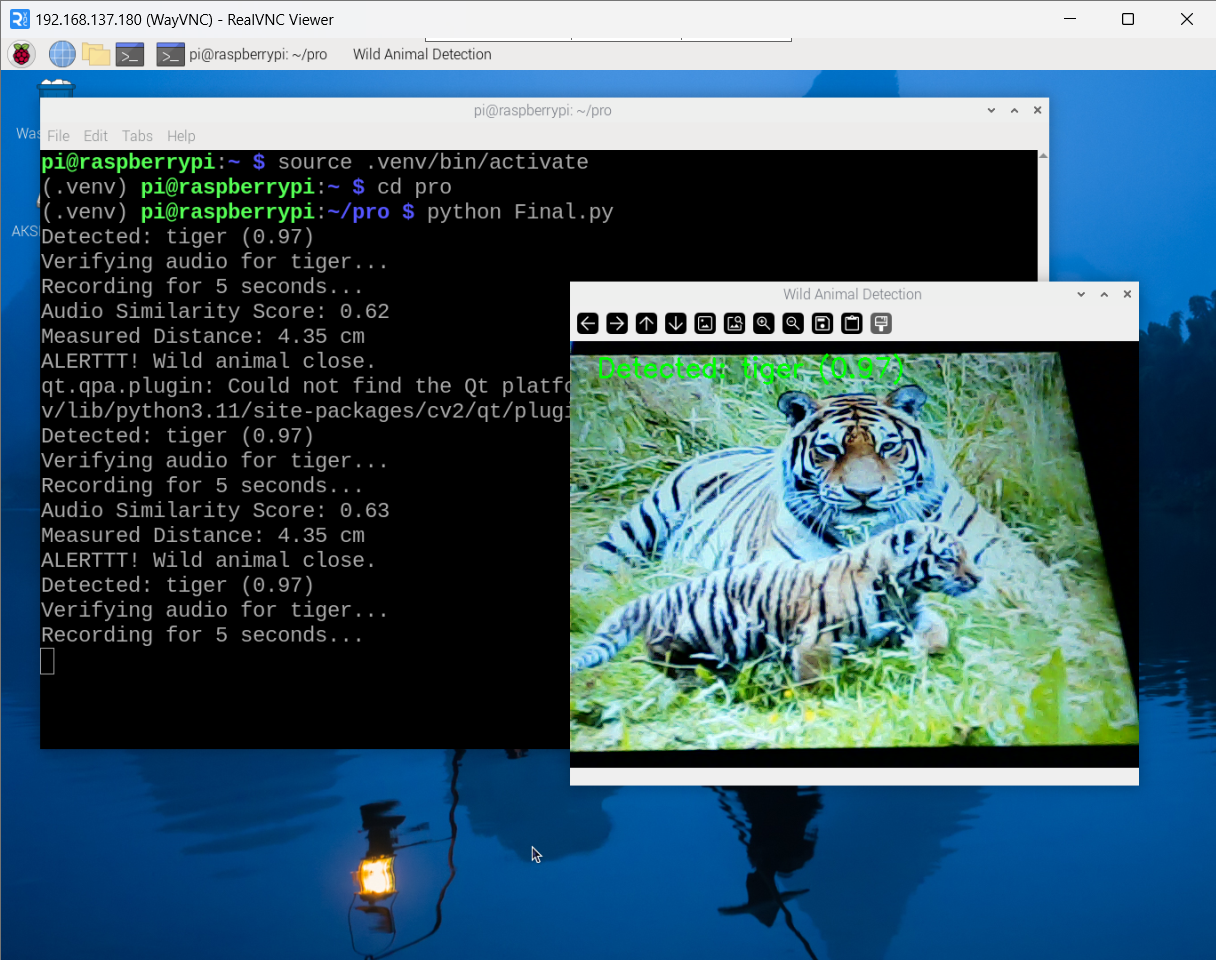 192.168.137.180 (WayVNC) - RealVNC Viewer
pi@raspberrypi: ~/pro Wild Animal Detection
pi@raspberrypi: ~/pro
File Edit Tabs Help
pi@raspberrypi:~ $ source .venv/bin/activate
(.venv) pi@raspberrypi:~ $ cd pro
(.venv) pi@raspberrypi:~/pro $ python Final.py
Detected: tiger (0.97)
Verifying audio for tiger...
Recording for 5 seconds...
Audio Similarity Score: 0.62
Measured Distance: 4.35 cm
ALERTTT! Wild animal close.
qt.qpa.plugin: Could not find the Qt platfo
v/lib/python3.11/site-packages/cv2/qt/plugi
Detected: tiger (0.97)
Verifying audio for tiger...
Recording for 5 seconds...
Audio Similarity Score: 0.63
Measured Distance: 4.35 cm
ALERTTT! Wild animal close.
Detected: tiger (0.97)
Verifying audio for tiger...
Recording for 5 seconds...
Wild Animal Detection
Detected: tiger (0.97)
Was
AKS